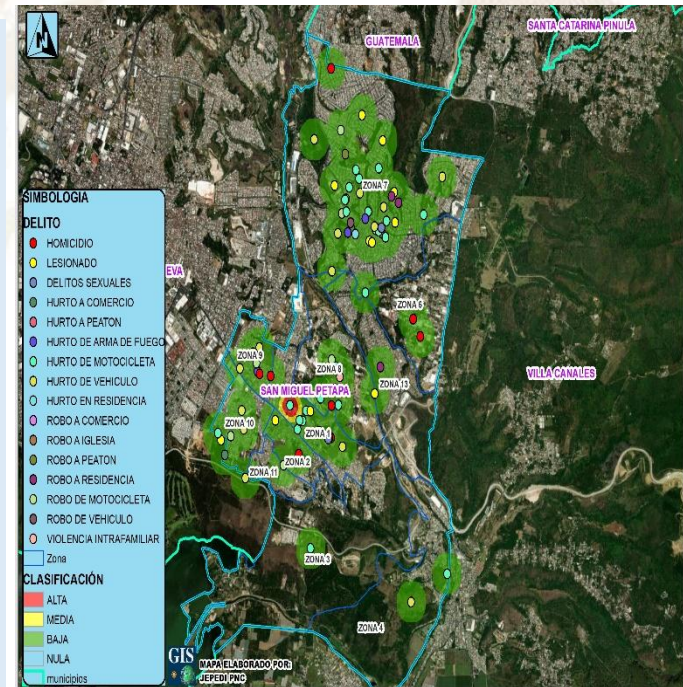 N
GUATEMALA
SANTA CATARINA PINULA
ZONA 7
EVA
ZONA 6
ZONA 9
ZONA 8
ZONA 13
SAN MIGUEL PETAPA
VILLA CANALES
ZONA 10
ZONA 1
ZONA 2
ZONA 11
ZONA 3
ZONA 4
SIMBOLOGIA
DELITO
HOMICIDIO
LESIONADO
DELITOS SEXUALES
HURTO A COMERCIO
HURTO A PEATON
HURTO DE ARMA DE FUEGO
HURTO DE MOTOCICLETA
HURTO DE VEHICULO
HURTO EN RESIDENCIA
ROBO A COMERCIO
ROBO A IGLESIA
ROBO A PEATON
ROBO A RESIDENCIA
ROBO DE MOTOCICLETA
ROBO DE VEHICULO
VIOLENCIA INTRAFAMILIAR
Zona
CLASIFICACIÓN
ALTA
MEDIA
BAJA
NULA
municipios
GIS
MAPA ELABORADO POR:
JEPEDI PNC